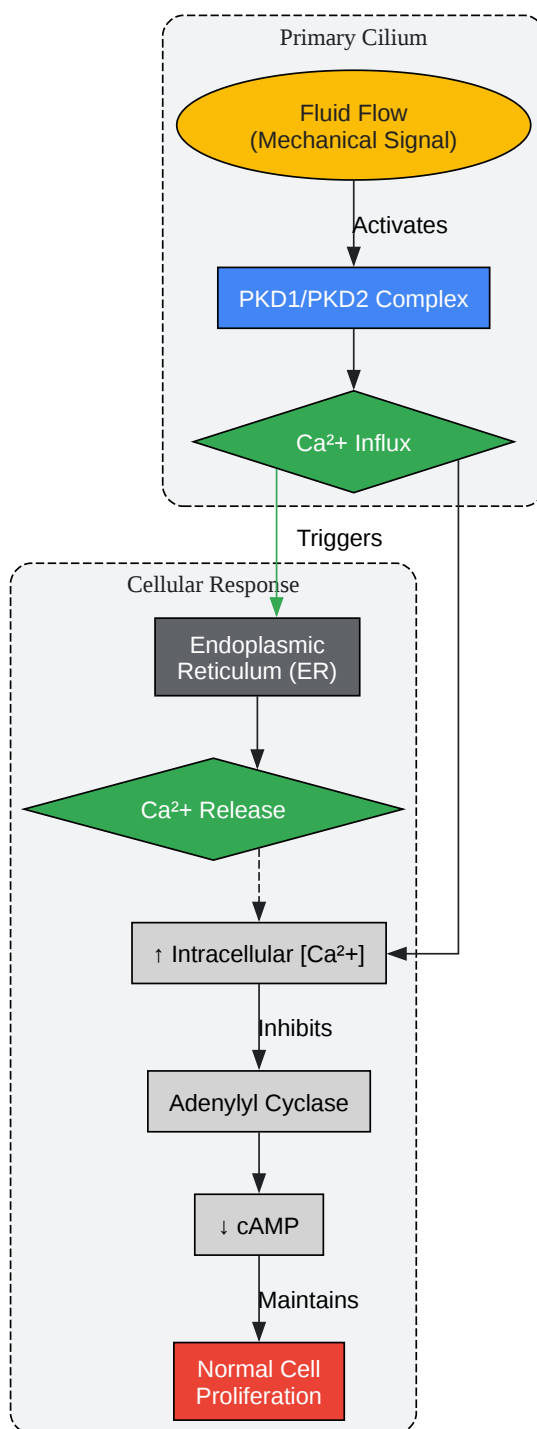 Primary Cilium
Fluid Flow
(Mechanical Signal)
Activates
PKD1/PKD2 Complex
Ca²+ Influx
Triggers
Cellular Response
Endoplasmic
Reticulum (ER)
Ca²+ Release
↑ Intracellular [Ca²+]
Inhibits
Adenylyl Cyclase
↓ cAMP
Maintains
Normal Cell
Proliferation